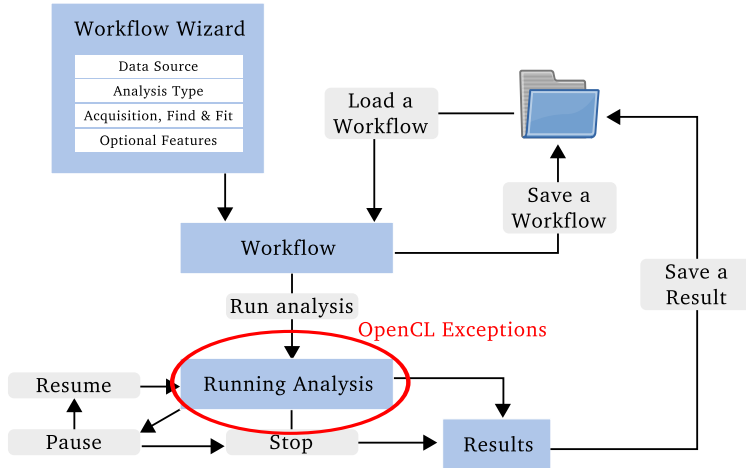 Workflow Wizard
Data Source
Analysis Type
Acquisition, Find & Fit
Optional Features
Load a
Workflow
Save a
Workflow
Workflow
Save a
Result
Run analysis
OpenCL Exceptions
Running Analysis
Resume
Pause
Stop
Results